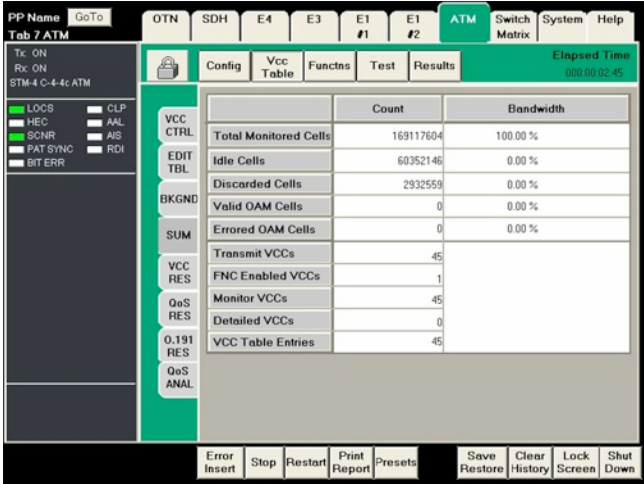 PP Name GoTo
Tab 7 ATM
OTN SDH E4 E3 E1 #1 E1 #2 ATM Switch Matrix System Help
Tx: ON
Rx: ON
STM-4 C-4-4c ATM
LOCS CLP
HEC AAL
SCNR AIS
PAT SYNC RDI
BIT ERR
Config Vcc Table Functns Test Results
Elapsed Time
000:00:02:45
VCC CTRL
EDIT TBL
BKGND
SUM
VCC RES
QoS RES
O.191 RES
QoS ANAL
Count Bandwidth
Total Monitored Cells 169117604 100.00 %
Idle Cells 60352146 0.00 %
Discarded Cells 2932559 0.00 %
Valid OAM Cells 0 0.00 %
Errored OAM Cells 0 0.00 %
Transmit VCCs 45
FNC Enabled VCCs 1
Monitor VCCs 45
Detailed VCCs 0
VCC Table Entries 45
Error Insert Stop Restart Print Report Presets Save Restore Clear History Lock Screen Shut Down